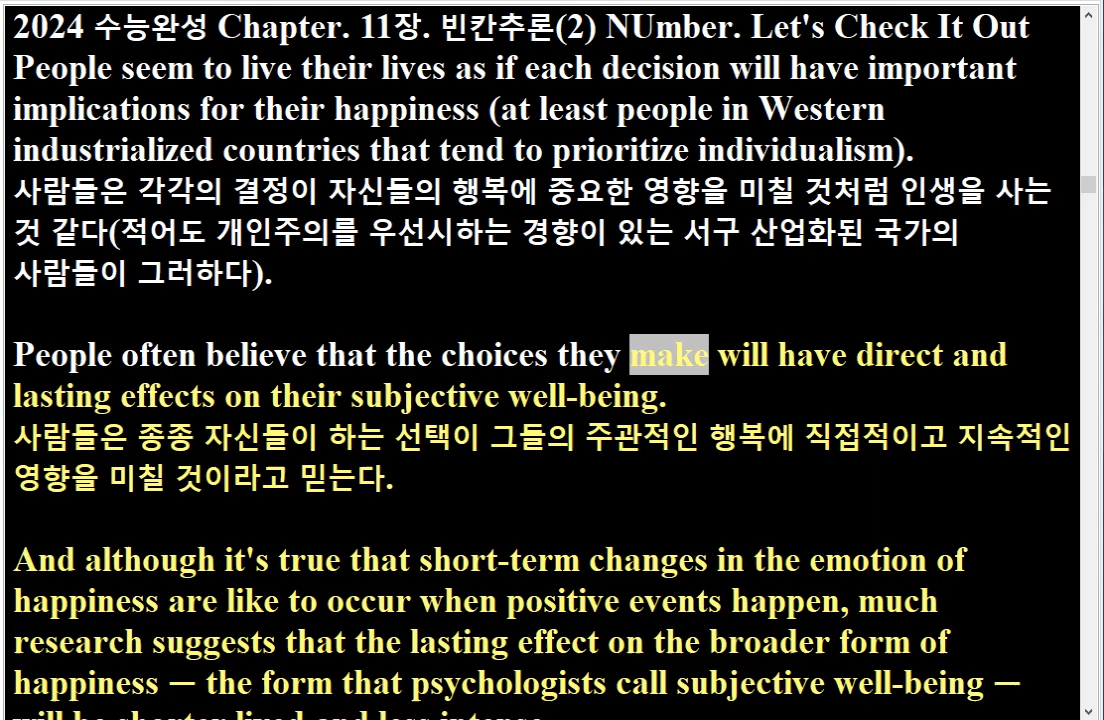 2024 수능완성 Chapter. 11장. 빈칸추론(2) NUmber. Let's Check It Out
People seem to live their lives as if each decision will have important
implications for their happiness (at least people in Western
industrialized countries that tend to prioritize individualism).
사람들은 각각의 결정이 자신들의 행복에 중요한 영향을 미칠 것처럼 인생을 사는
것 같다(적어도 개인주의를 우선시하는 경향이 있는 서구 산업화된 국가의
사람들이 그러하다).
People often believe that the choices they make will have direct and
lasting effects on their subjective well-being.
사람들은 종종 자신들이 하는 선택이 그들의 주관적인 행복에 직접적이고 지속적인
영향을 미칠 것이라고 믿는다.
And although it's true that short-term changes in the emotion of
happiness are like to occur when positive events happen, much
research suggests that the lasting effect on the broader form of
happiness — the form that psychologists call subjective well-being —
will be shorter lived and less intense